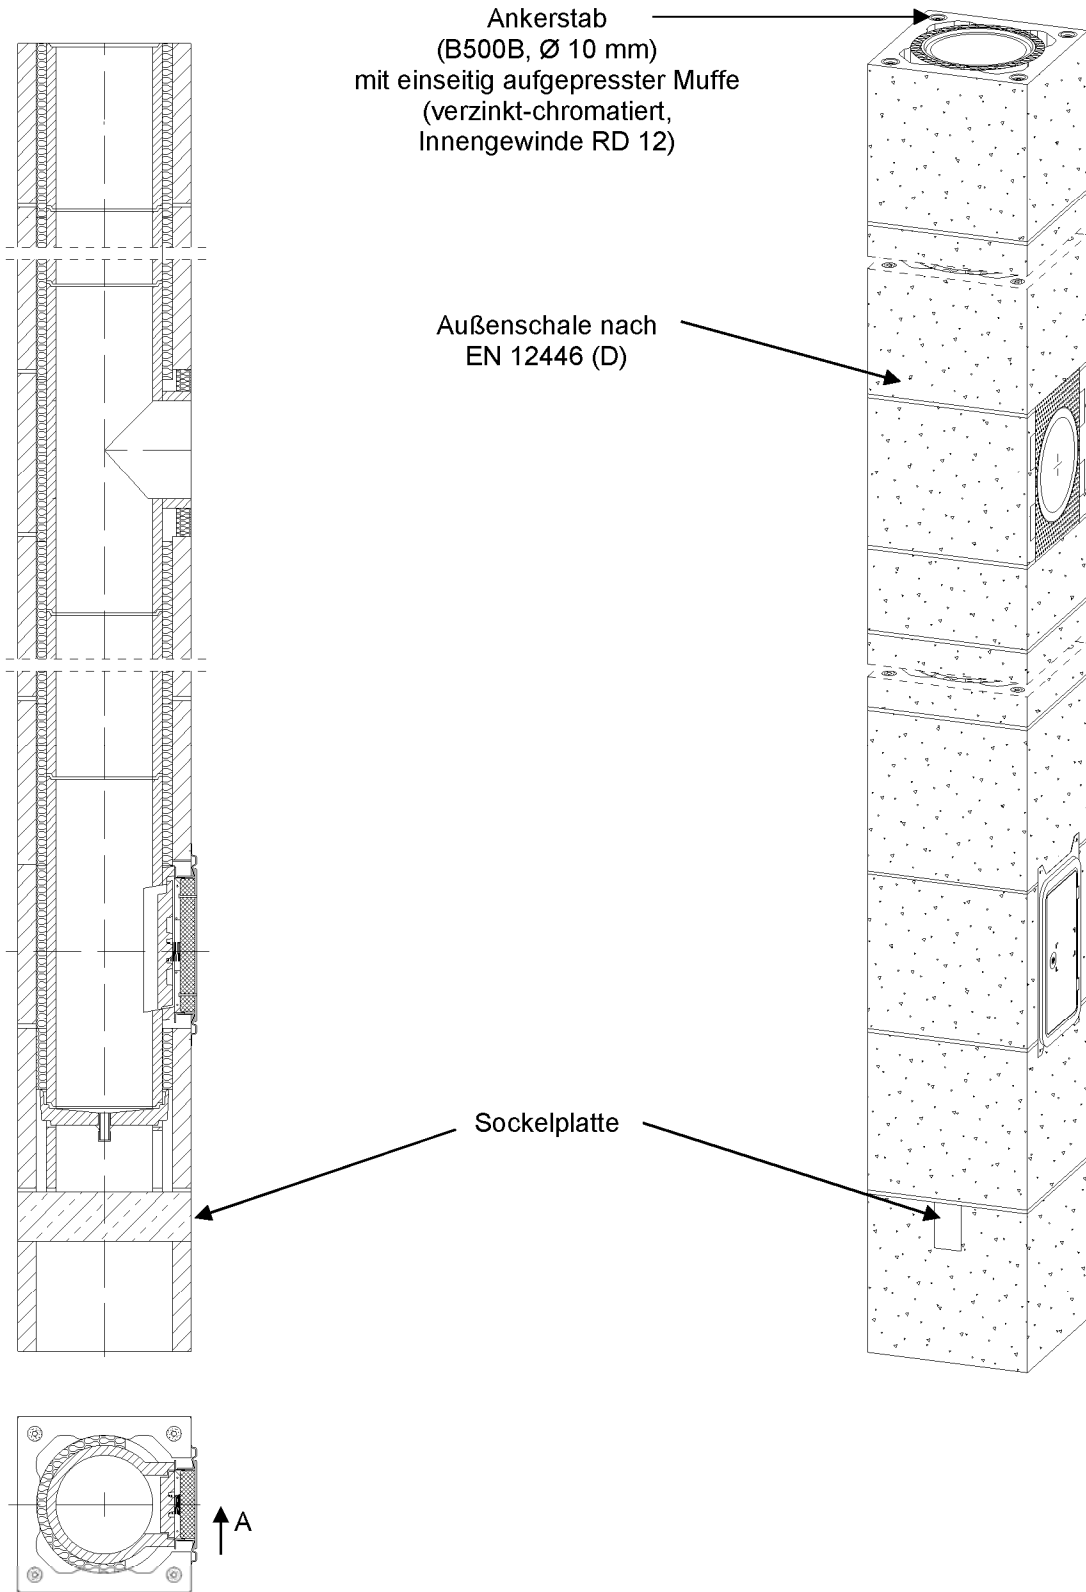 Ankerstab
(B500B, Ø 10 mm)
mit einseitig aufgepresster Muffe
(verzinkt-chromatiert,
Innengewinde RD 12)
Außenschale nach
EN 12446 (D)
Sockelplatte
A